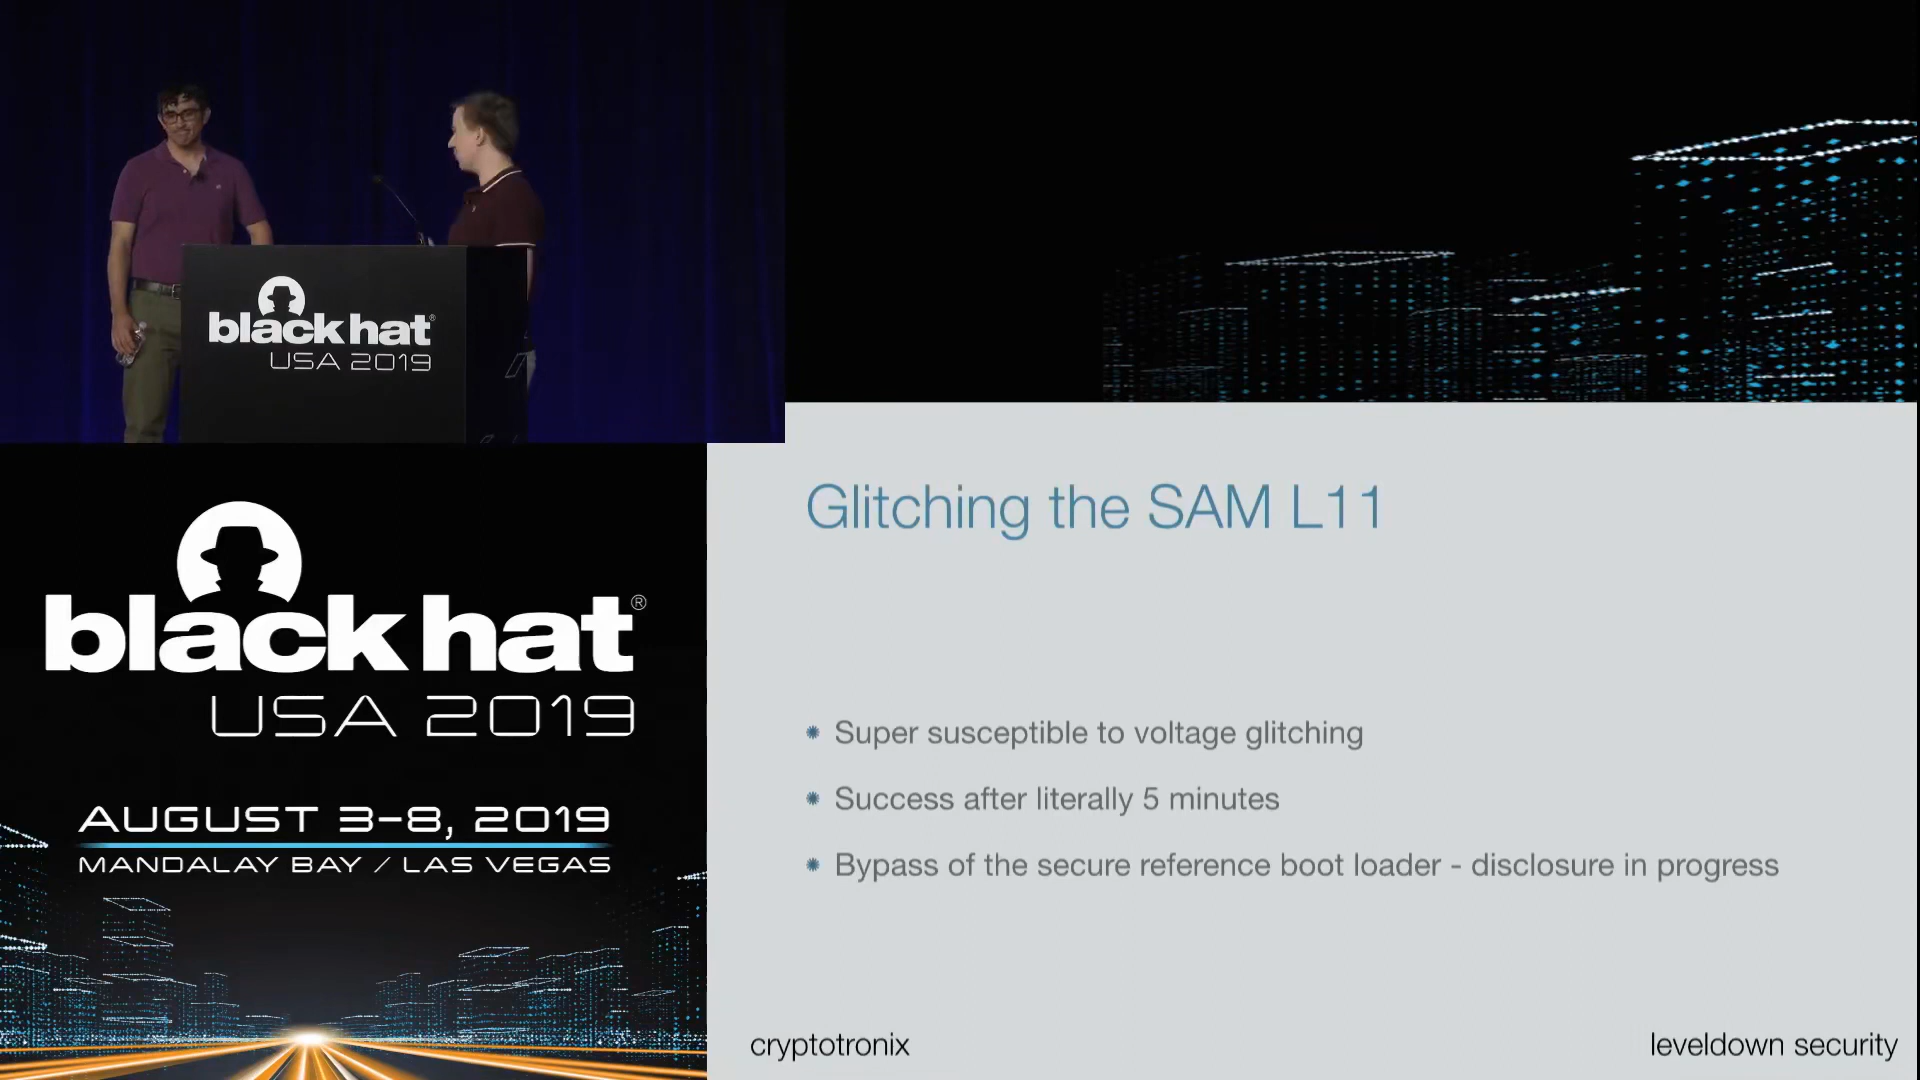 black hat®
USA 2019
black hat®
USA 2019
AUGUST 3-8, 2019
MANDALAY BAY / LAS VEGAS
Glitching the SAM L11
Super susceptible to voltage glitching
Success after literally 5 minutes
Bypass of the secure reference boot loader - disclosure in progress
cryptotronix
leveldown security